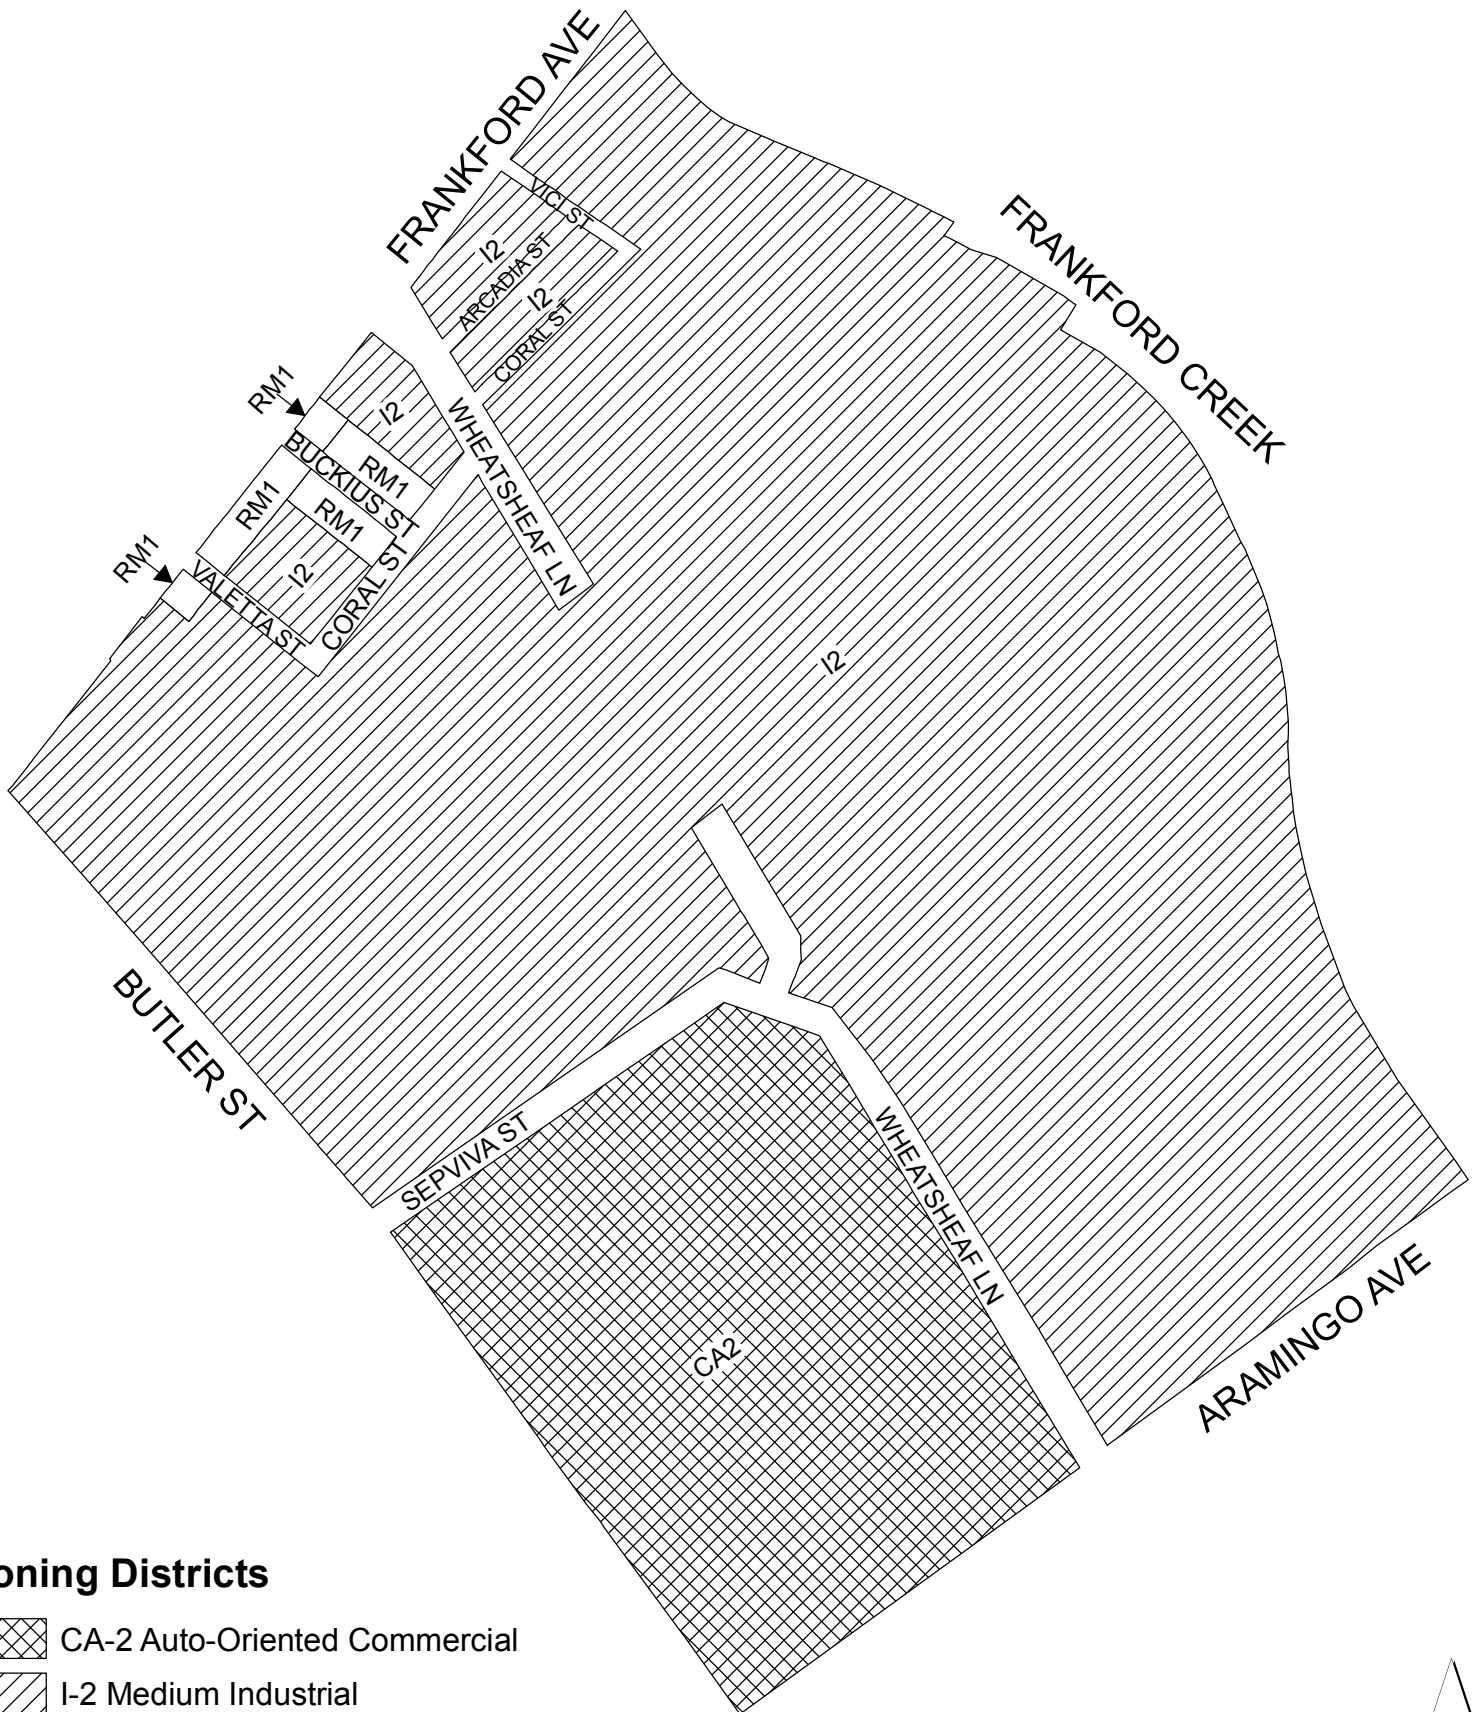 FRANKFORD AVE
VICI ST
I2
ARCADIA ST
I2
CORAL ST
FRANKFORD CREEK
RM1
I2
WHEATSHEAF LN
BUCKIUS ST
RM1
RM1
RM1
RM1
VALETTA ST
I2
CORAL ST
I2
BUTLER ST
SEPVIVA ST
WHEATSHEAF LN
CA2
ARAMINGO AVE
oning Districts
CA-2 Auto-Oriented Commercial
I-2 Medium Industrial